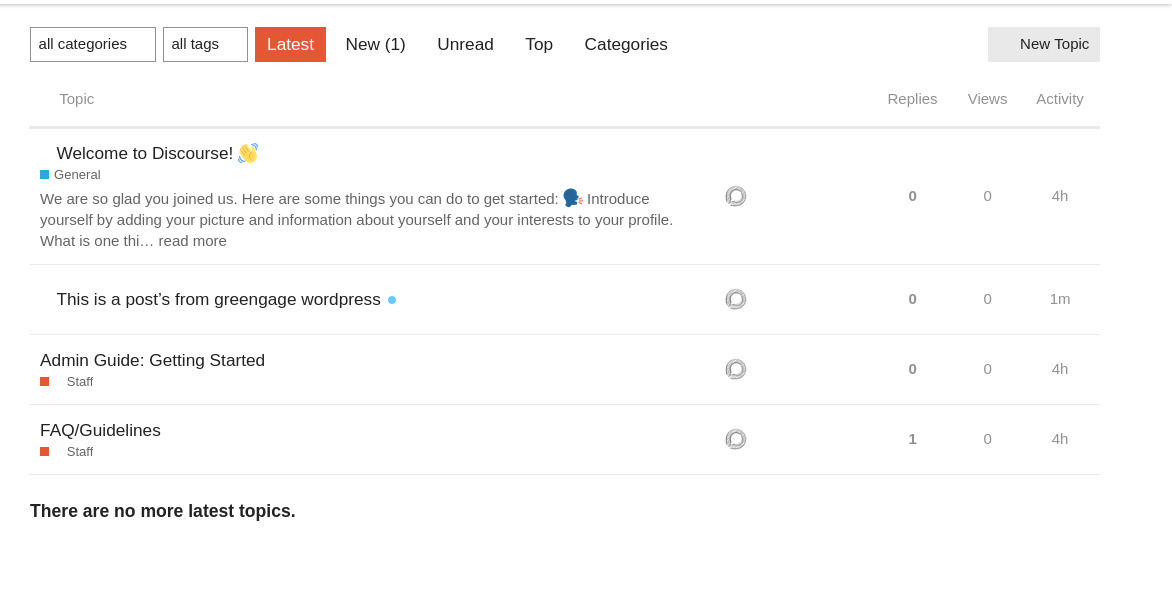 all categories all tags Latest New (1) Unread Top Categories New Topic
Topic Replies Views Activity
Welcome to Discourse! 👋
General
We are so glad you joined us. Here are some things you can do to get started: 🗣 Introduce
yourself by adding your picture and information about yourself and your interests to your profile.
What is one thi… read more
0 0 4h
This is a post’s from greengage wordpress
0 0 1m
Admin Guide: Getting Started
Staff
0 0 4h
FAQ/Guidelines
Staff
1 0 4h
There are no more latest topics.